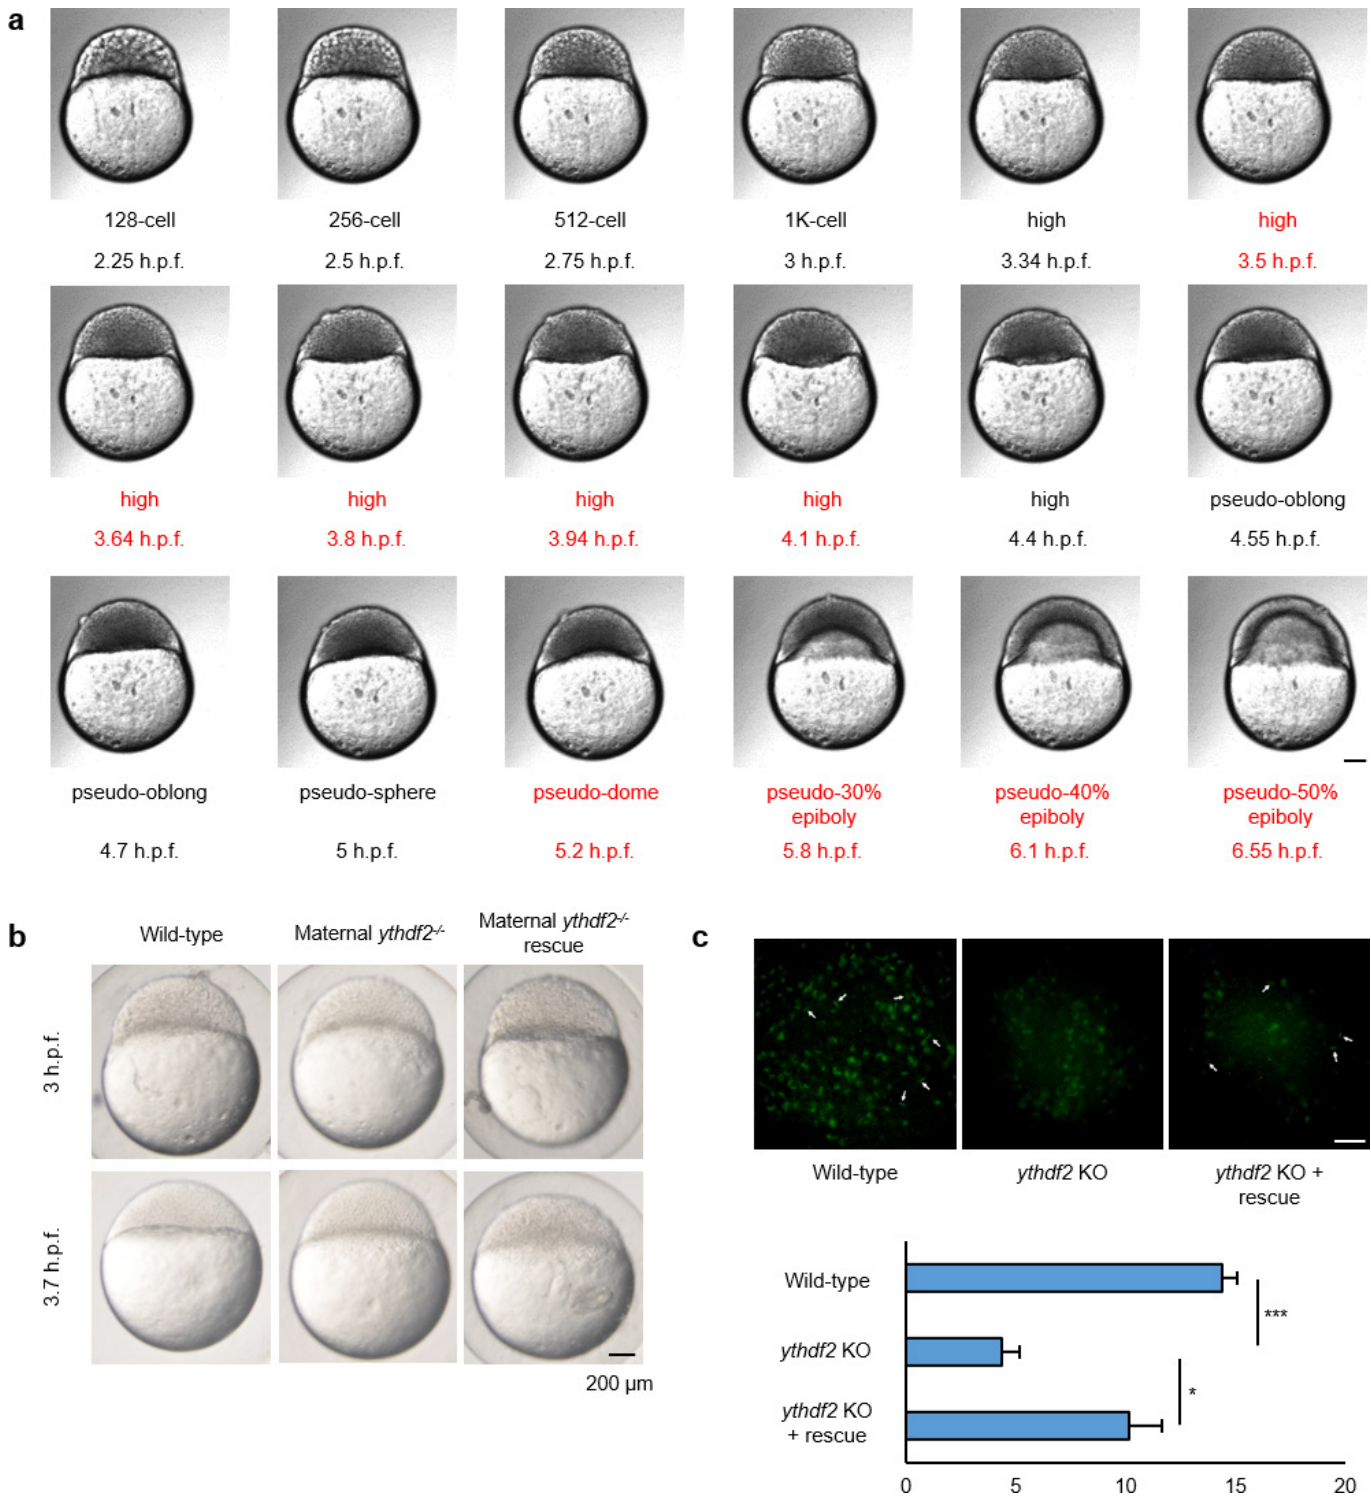 a
128-cell 256-cell 512-cell 1K-cell high high
2.25 h.p.f. 2.5 h.p.f. 2.75 h.p.f. 3 h.p.f. 3.34 h.p.f. 3.5 h.p.f.
high high high high high pseudo-oblong
3.64 h.p.f. 3.8 h.p.f. 3.94 h.p.f. 4.1 h.p.f. 4.4 h.p.f. 4.55 h.p.f.
pseudo-oblong pseudo-sphere pseudo-dome pseudo-30% pseudo-40% pseudo-50%
epiboly epiboly epiboly
4.7 h.p.f. 5 h.p.f. 5.2 h.p.f. 5.8 h.p.f. 6.1 h.p.f. 6.55 h.p.f.
b
Wild-type
Maternal ythdf2-/-
Maternal ythdf2-/-
rescue
3 h.p.f.
3.7 h.p.f.
200 µm
c
Wild-type
ythdf2 KO
ythdf2 KO +
rescue
Wild-type
***
ythdf2 KO
*
ythdf2 KO
+ rescue
0 5 10 15 20